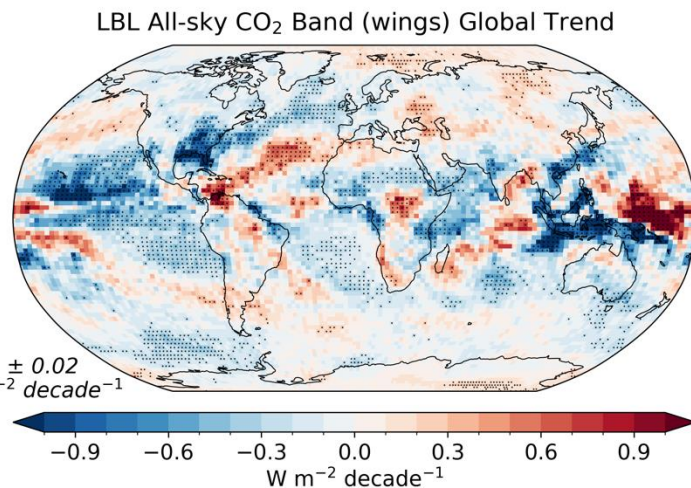 LBL All-sky CO₂ Band (wings) Global Trend
± 0.02
⁻² decade⁻¹
−0.9 −0.6 −0.3 0.0 0.3 0.6 0.9
W m⁻² decade⁻¹